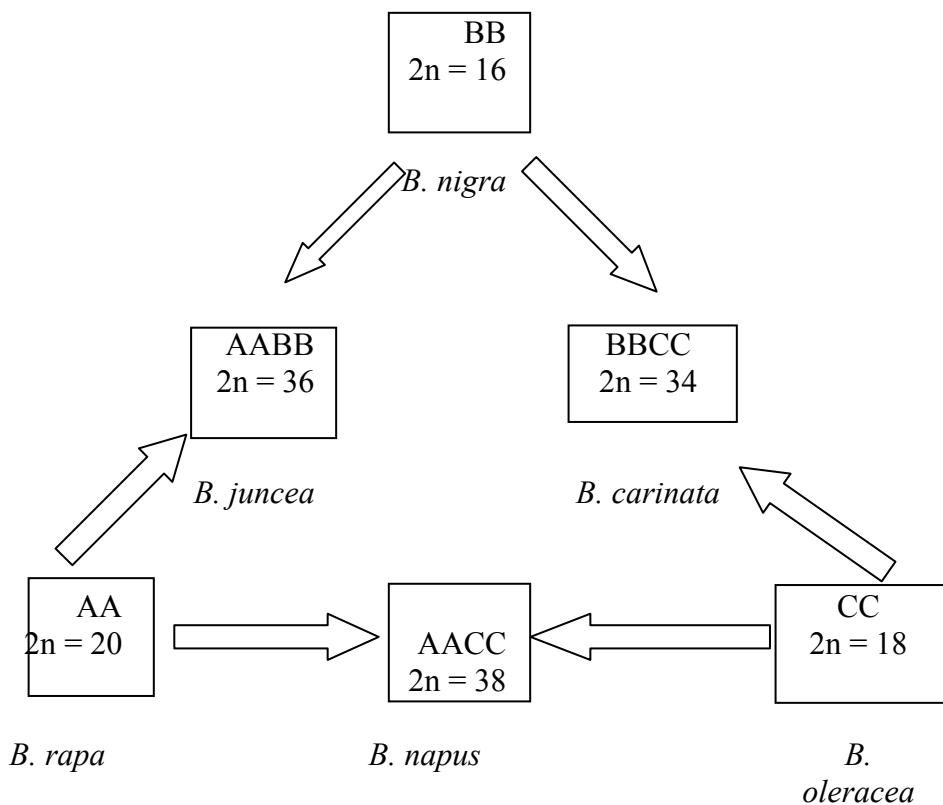 BB
2n = 16
B. nigra
AABB
2n = 36
BBCC
2n = 34
B. juncea
B. carinata
AA
2n = 20
AACC
2n = 38
CC
2n = 18
B. rapa
B. napus
B.
oleracea